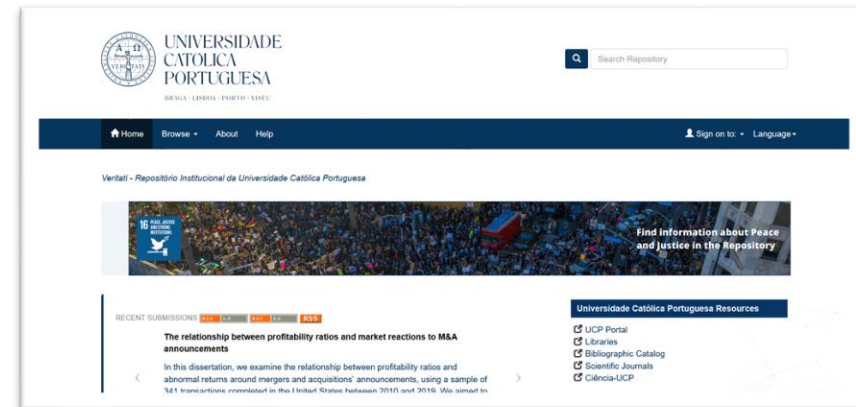 UNIVERSIDADE
CATOLICA
PORTUGUESA
BRAGA · LISBOA · PORTO · VISEU
Search Repository
Home Browse About Help Sign on to: Language
Veritati - Repositório Institucional da Universidade Católica Portuguesa
16 PEACE, JUSTICE
AND STRONG
INSTITUTIONS
Find information about Peace
and Justice in the Repository
RECENT SUBMISSIONS RSS RSS RSS
The relationship between profitability ratios and market reactions to M&A
announcements
In this dissertation, we examine the relationship between profitability ratios and
abnormal returns around mergers and acquisitions' announcements, using a sample of
341 transactions completed in the United States between 2010 and 2019. We aimed to
Universidade Católica Portuguesa Resources
UCP Portal
Libraries
Bibliographic Catalog
Scientific Journals
Ciência-UCP